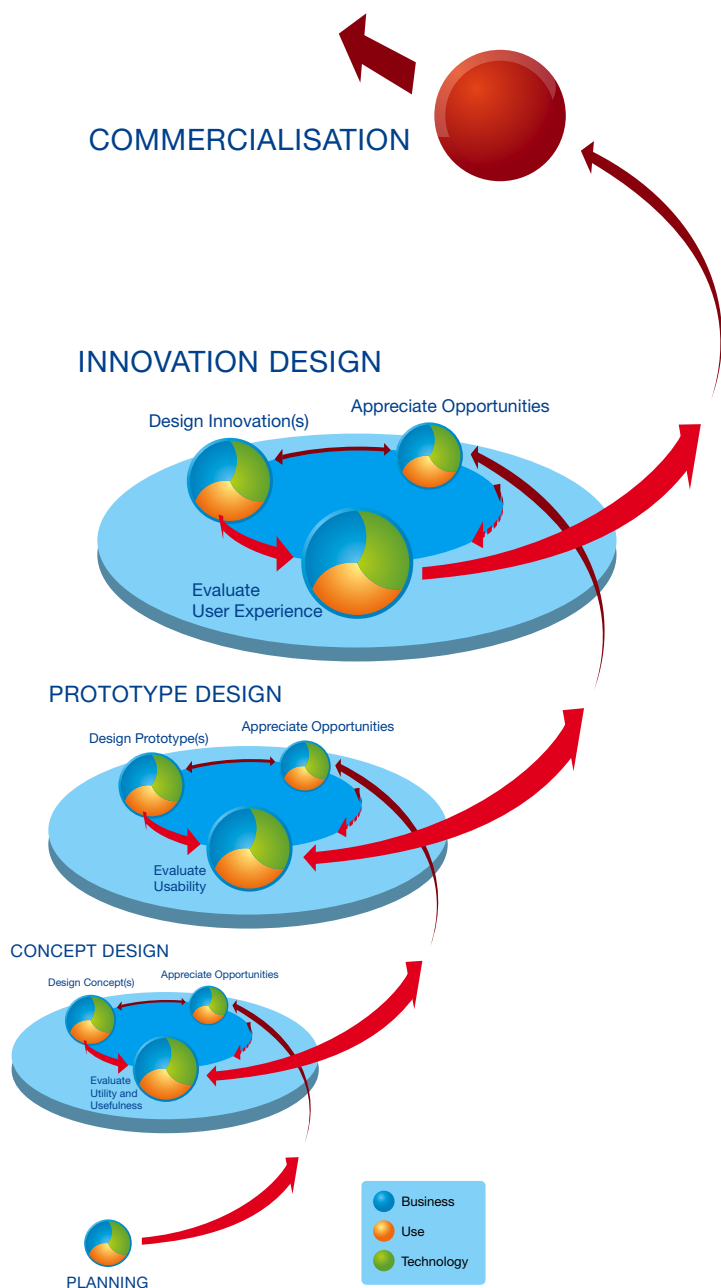 COMMERCIALISATION
INNOVATION DESIGN
Design Innovation(s)
Appreciate Opportunities
Evaluate
User Experience
PROTOTYPE DESIGN
Design Prototype(s)
Appreciate Opportunities
Evaluate
Usability
CONCEPT DESIGN
Design Concept(s)
Appreciate Opportunities
Evaluate
Utility and
Usefulness
PLANNING
Business
Use
Technology